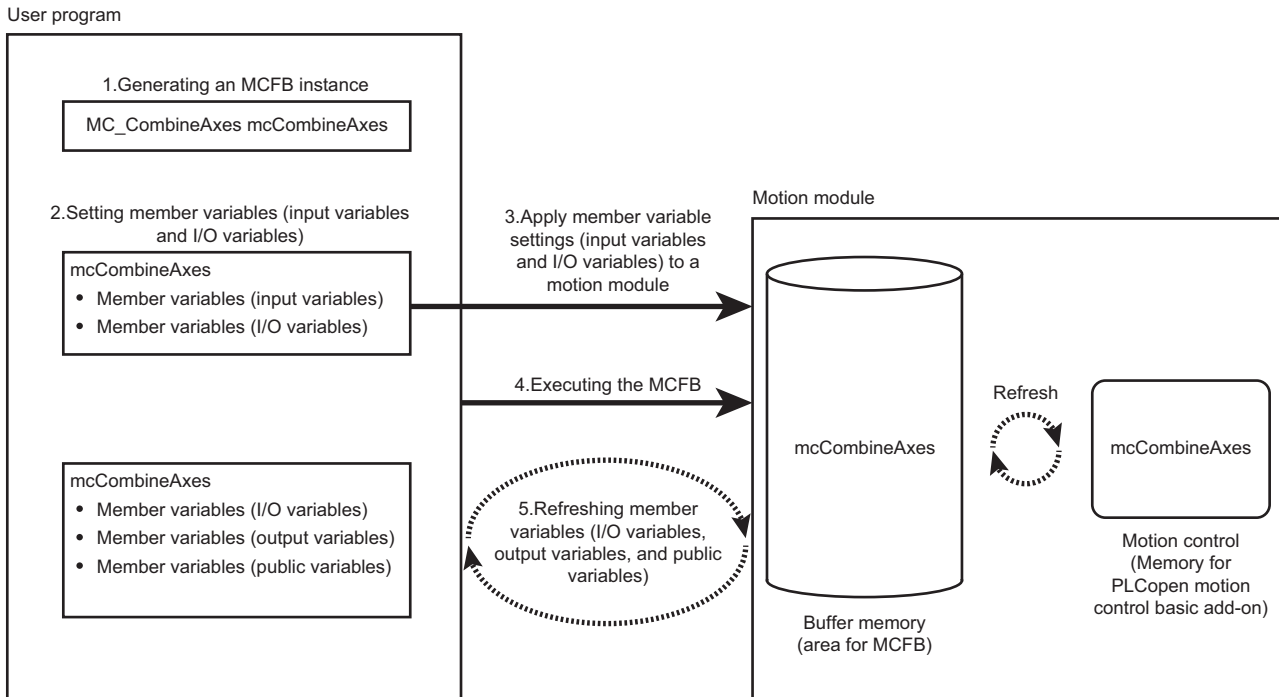 User program
1.Generating an MCFB instance
MC_CombineAxes mcCombineAxes
2.Setting member variables (input variables
and I/O variables)
mcCombineAxes
• Member variables (input variables)
• Member variables (I/O variables)
3.Apply member variable
settings (input variables
and I/O variables) to a
motion module
4.Executing the MCFB
mcCombineAxes
• Member variables (I/O variables)
• Member variables (output variables)
• Member variables (public variables)
5.Refreshing member
variables (I/O variables,
output variables, and public
variables)
Motion module
mcCombineAxes
Buffer memory
(area for MCFB)
Refresh
mcCombineAxes
Motion control
(Memory for
PLCopen motion
control basic add-on)